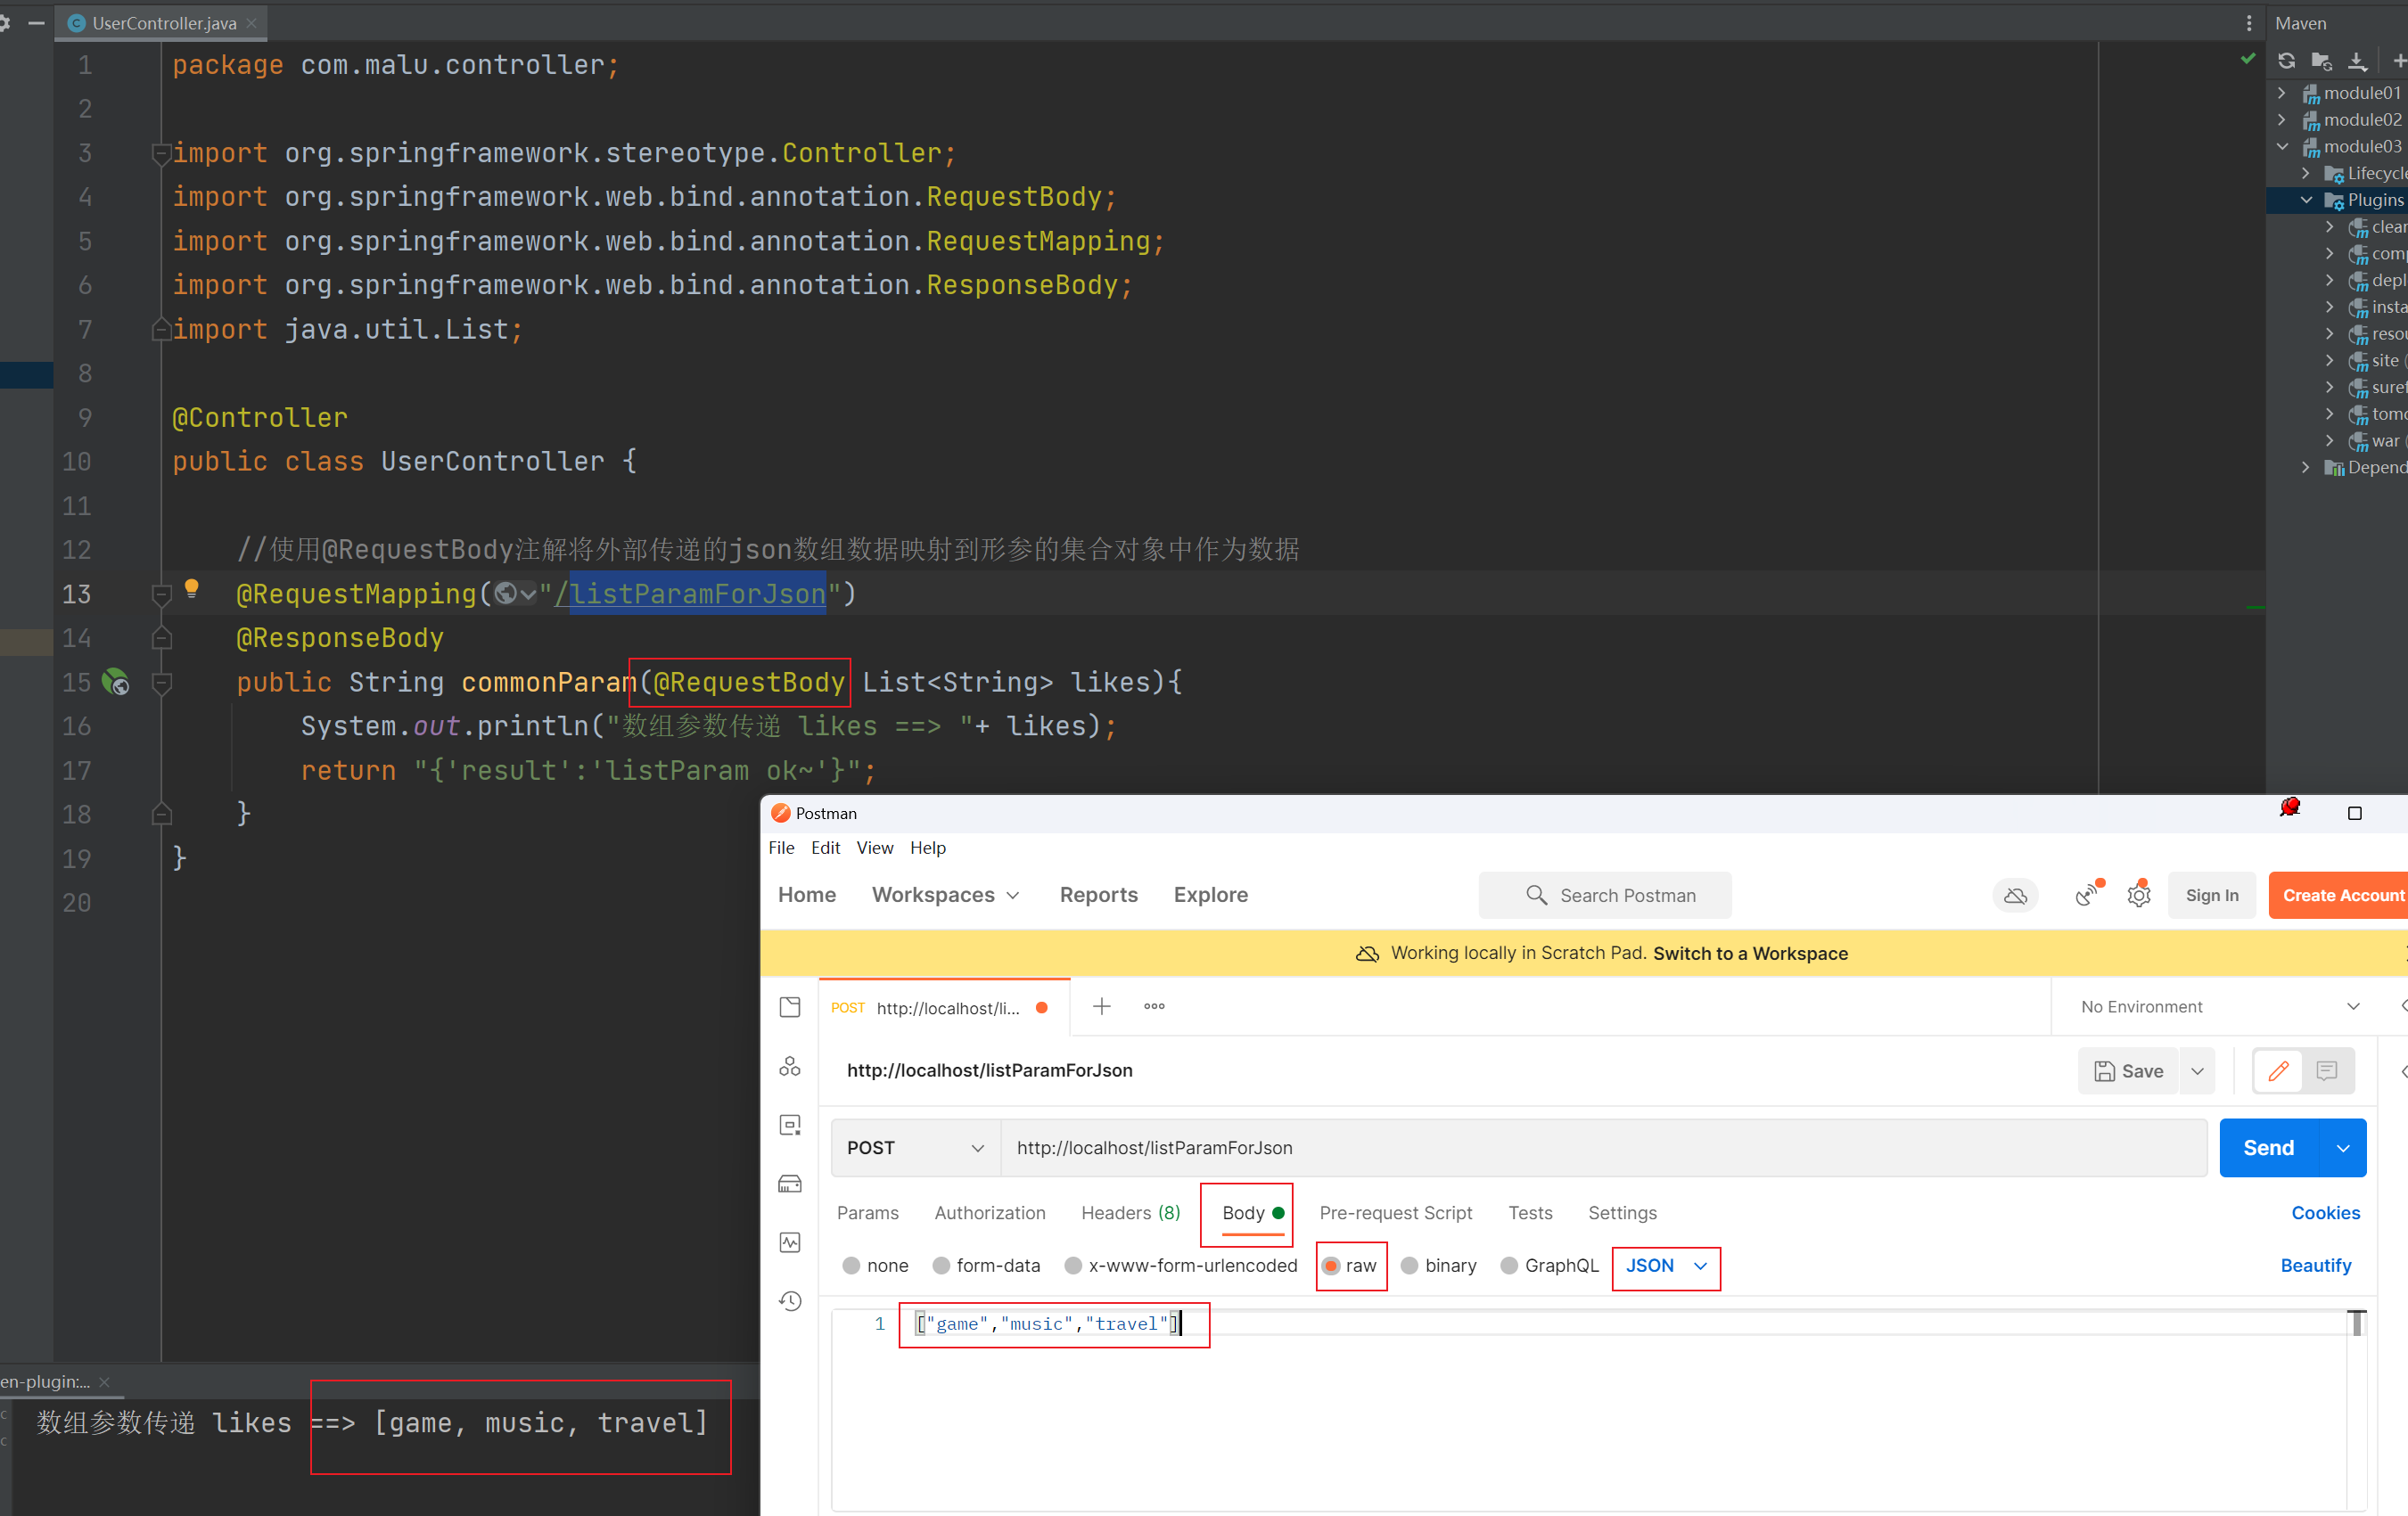 UserController.java
Maven
1 package com.malu.controller;
2
3 import org.springframework.stereotype.Controller;
4 import org.springframework.web.bind.annotation.RequestBody;
5 import org.springframework.web.bind.annotation.RequestMapping;
6 import org.springframework.web.bind.annotation.ResponseBody;
7 import java.util.List;
8
9 @Controller
10 public class UserController {
11
12 //使用@RequestBody注解将外部传递的json数组数据映射到形参的集合对象中作为数据
13 @RequestMapping("/listParamForJson")
14 @ResponseBody
15 public String commonParam(@RequestBody List<String> likes){
16 System.out.println("数组参数传递 likes ==> "+ likes);
17 return "{'result':'listParam ok~'}";
18 }
19 }
20
module01
module02
module03
Lifecycle
Plugins
clear
comp
depl
insta
resou
site (
suref
tomc
war (
Depend
Postman
File Edit View Help
Home Workspaces Reports Explore Search Postman Sign In Create Account
Working locally in Scratch Pad. Switch to a Workspace
POST http://localhost/li... No Environment
http://localhost/listParamForJson Save
POST http://localhost/listParamForJson Send
Params Authorization Headers (8) Body Pre-request Script Tests Settings Cookies
none form-data x-www-form-urlencoded raw binary GraphQL JSON Beautify
1 ["game","music","travel"]
en-plugin:...
数组参数传递 likes ==> [game, music, travel]